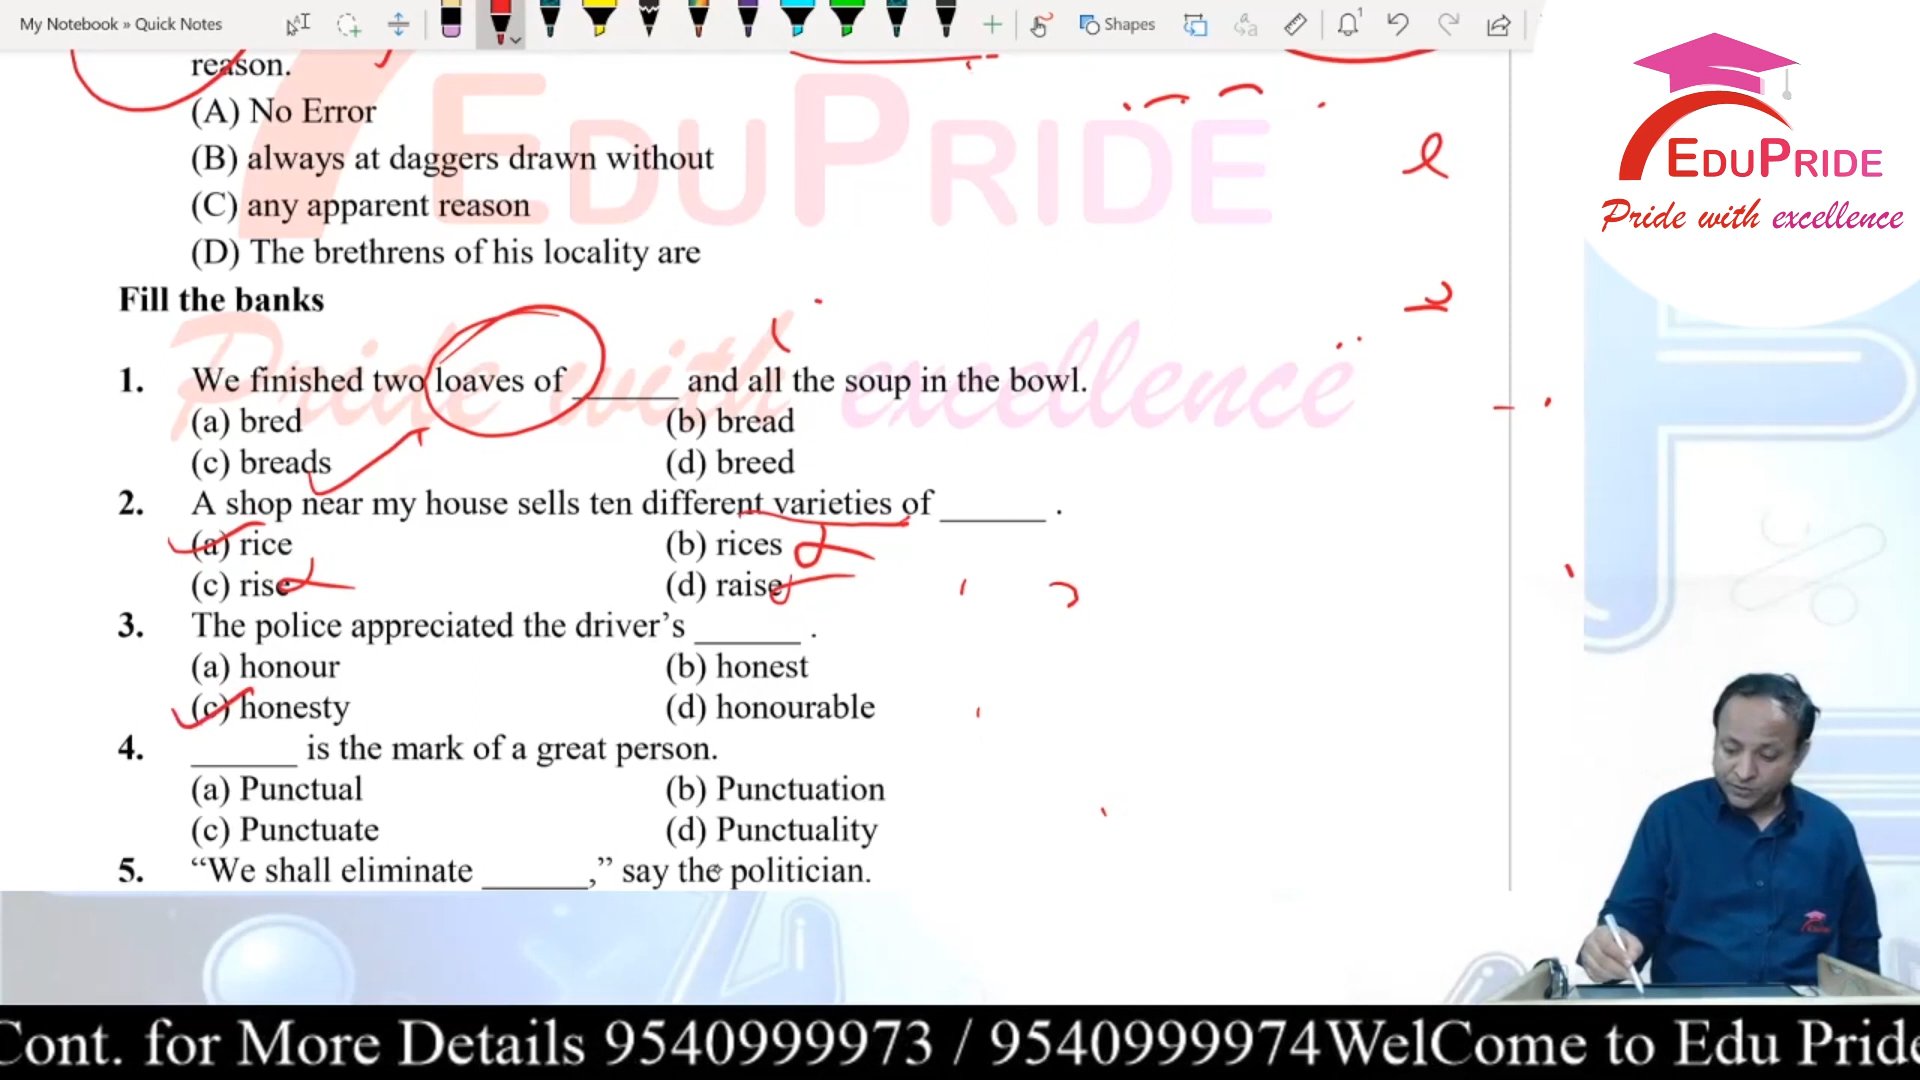 My Notebook » Quick Notes
Shapes
reason.
(A) No Error
(B) always at daggers drawn without
(C) any apparent reason
(D) The brethrens of his locality are
EDUPRIDE
Pride with excellence
EDUPRIDE
Pride with excellence
Fill the banks
1. We finished two loaves of ______ and all the soup in the bowl.
(a) bred (b) bread
(c) breads (d) breed
2. A shop near my house sells ten different varieties of ______ .
(a) rice (b) rices
(c) rise (d) raise
3. The police appreciated the driver’s ______ .
(a) honour (b) honest
(c) honesty (d) honourable
4. ______ is the mark of a great person.
(a) Punctual (b) Punctuation
(c) Punctuate (d) Punctuality
5. “We shall eliminate ______,” say the politician.
Cont. for More Details 9540999973 / 9540999974WelCome to Edu Pride